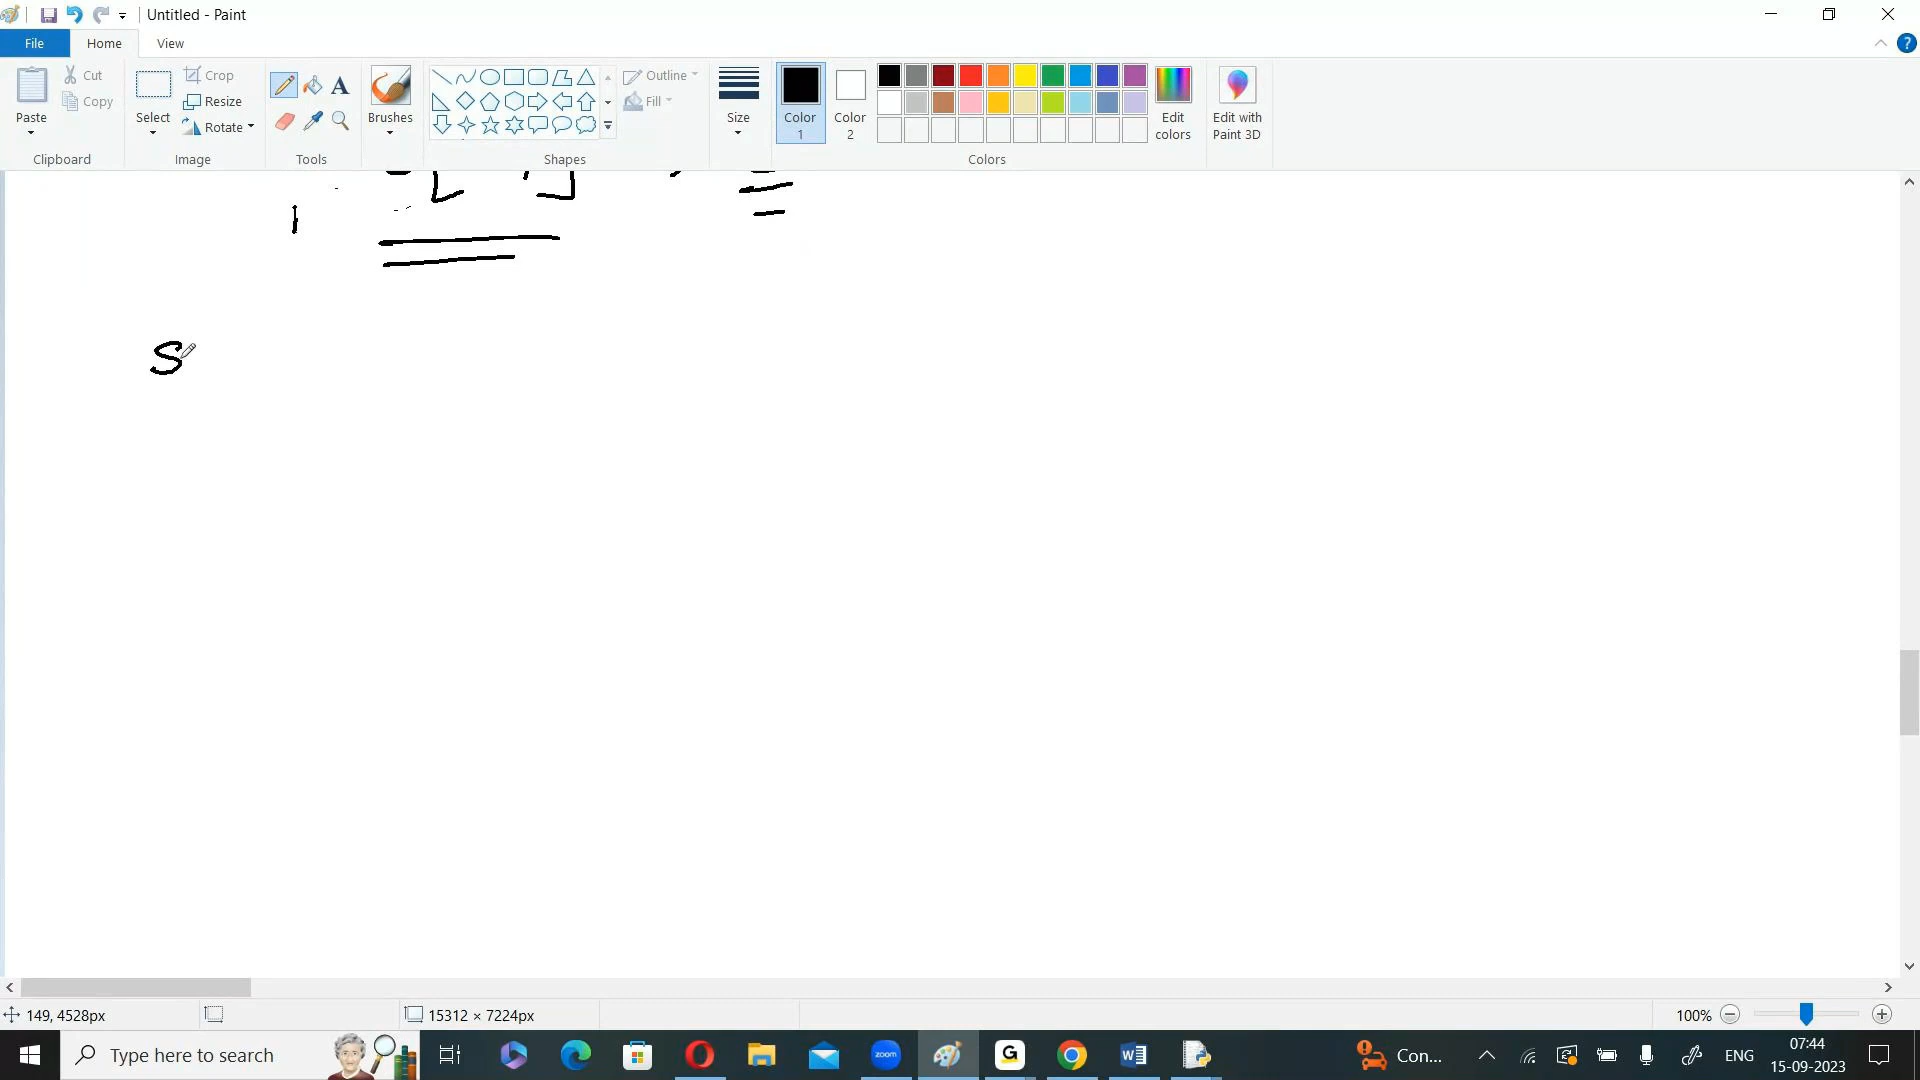 Untitled - Paint
File Home View
Cut
Copy
Paste
Clipboard
Crop
Resize
Rotate
Select
Image
Tools
Brushes
Outline
Fill
Shapes
Size
Color 1
Color 2
Edit colors
Colors
Edit with Paint 3D
S
149, 4528px
15312 × 7224px
100%
Type here to search
zoom
G
W
Con...
ENG
07:44
15-09-2023